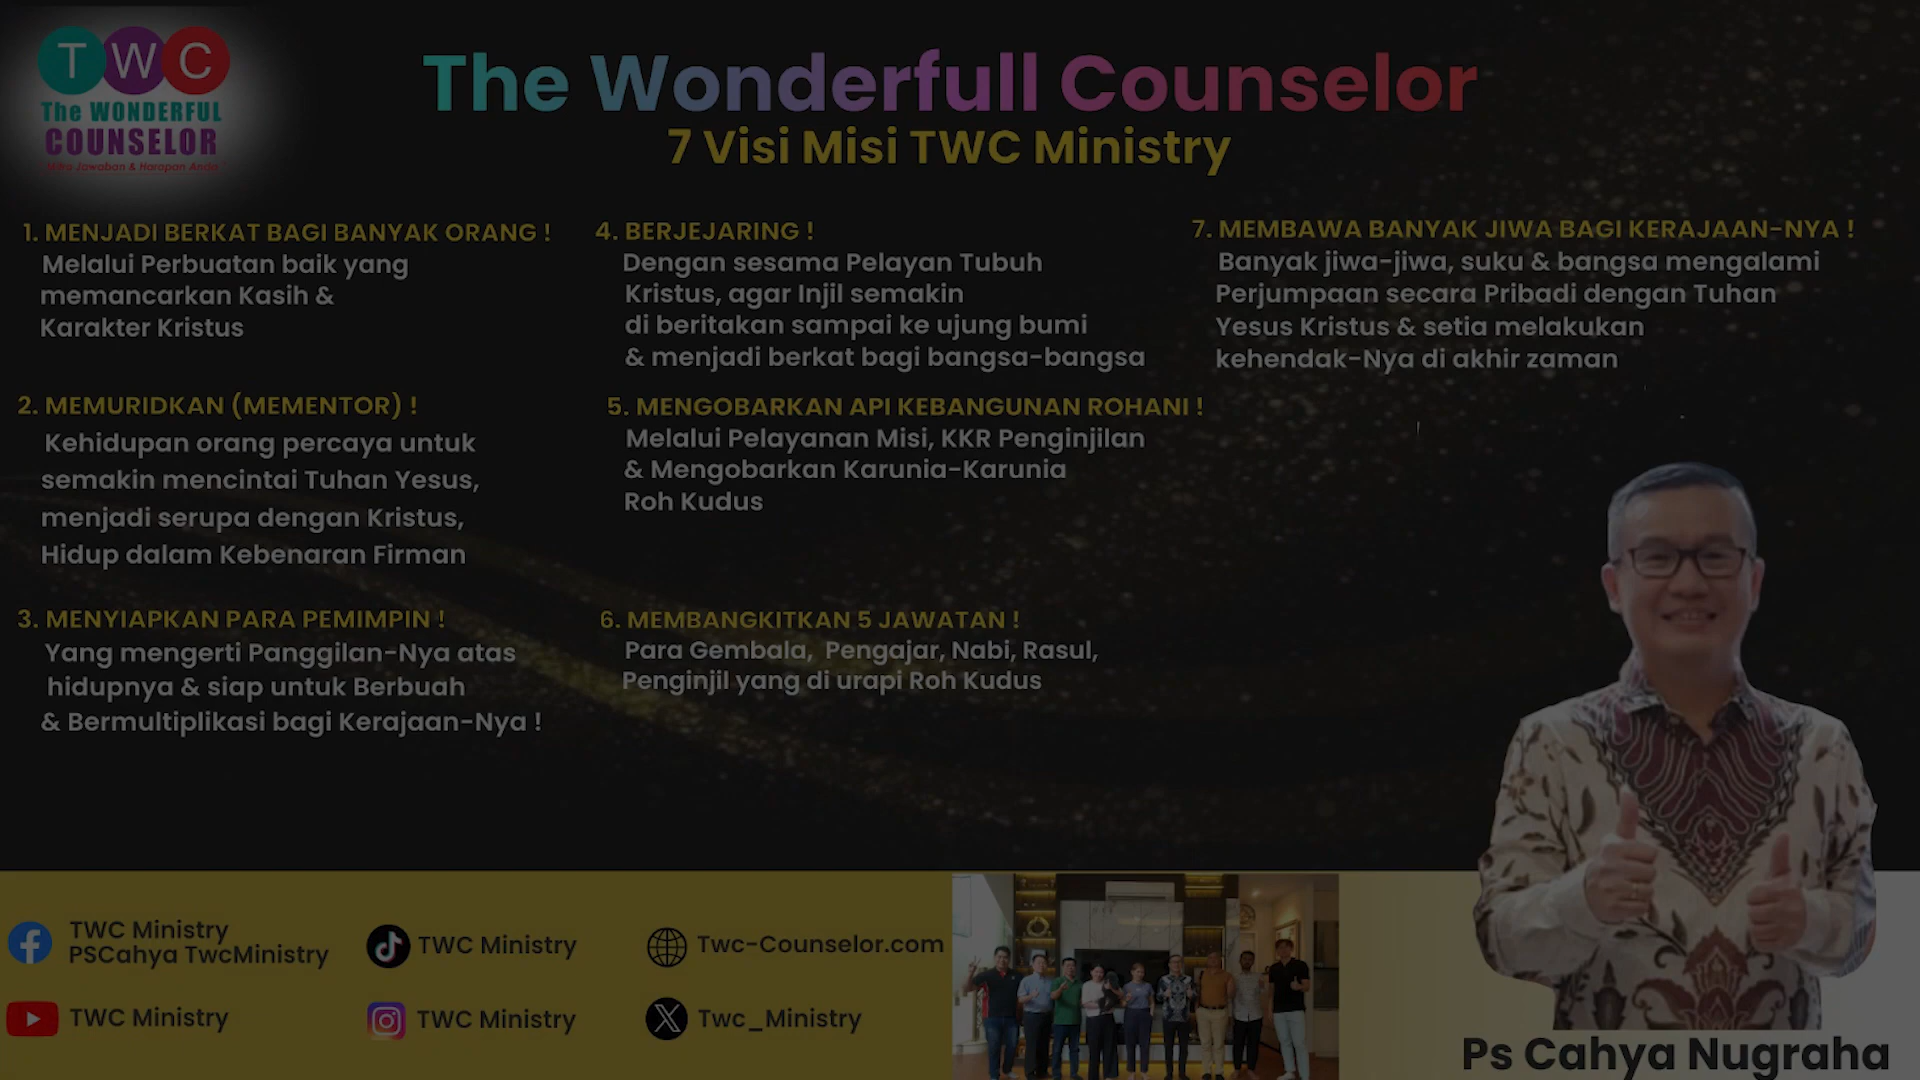 TWC
The WONDERFUL
COUNSELOR
Mitra Jawaban & Harapan Anda !
The Wonderfull Counselor
7 Visi Misi TWC Ministry
1. MENJADI BERKAT BAGI BANYAK ORANG !
Melalui Perbuatan baik yang
memancarkan Kasih &
Karakter Kristus
2. MEMURIDKAN (MEMENTOR) !
Kehidupan orang percaya untuk
semakin mencintai Tuhan Yesus,
menjadi serupa dengan Kristus,
Hidup dalam Kebenaran Firman
3. MENYIAPKAN PARA PEMIMPIN !
Yang mengerti Panggilan-Nya atas
hidupnya & siap untuk Berbuah
& Bermultiplikasi bagi Kerajaan-Nya !
4. BERJEJARING !
Dengan sesama Pelayan Tubuh
Kristus, agar Injil semakin
di beritakan sampai ke ujung bumi
& menjadi berkat bagi bangsa-bangsa
5. MENGOBARKAN API KEBANGUNAN ROHANI !
Melalui Pelayanan Misi, KKR Penginjilan
& Mengobarkan Karunia-Karunia
Roh Kudus
6. MEMBANGKITKAN 5 JAWATAN !
Para Gembala, Pengajar, Nabi, Rasul,
Penginjil yang di urapi Roh Kudus
7. MEMBAWA BANYAK JIWA BAGI KERAJAAN-NYA !
Banyak jiwa-jiwa, suku & bangsa mengalami
Perjumpaan secara Pribadi dengan Tuhan
Yesus Kristus & setia melakukan
kehendak-Nya di akhir zaman
TWC Ministry
PSCahya TwcMinistry
TWC Ministry
Twc-Counselor.com
TWC Ministry
TWC Ministry
Twc_Ministry
Ps Cahya Nugraha